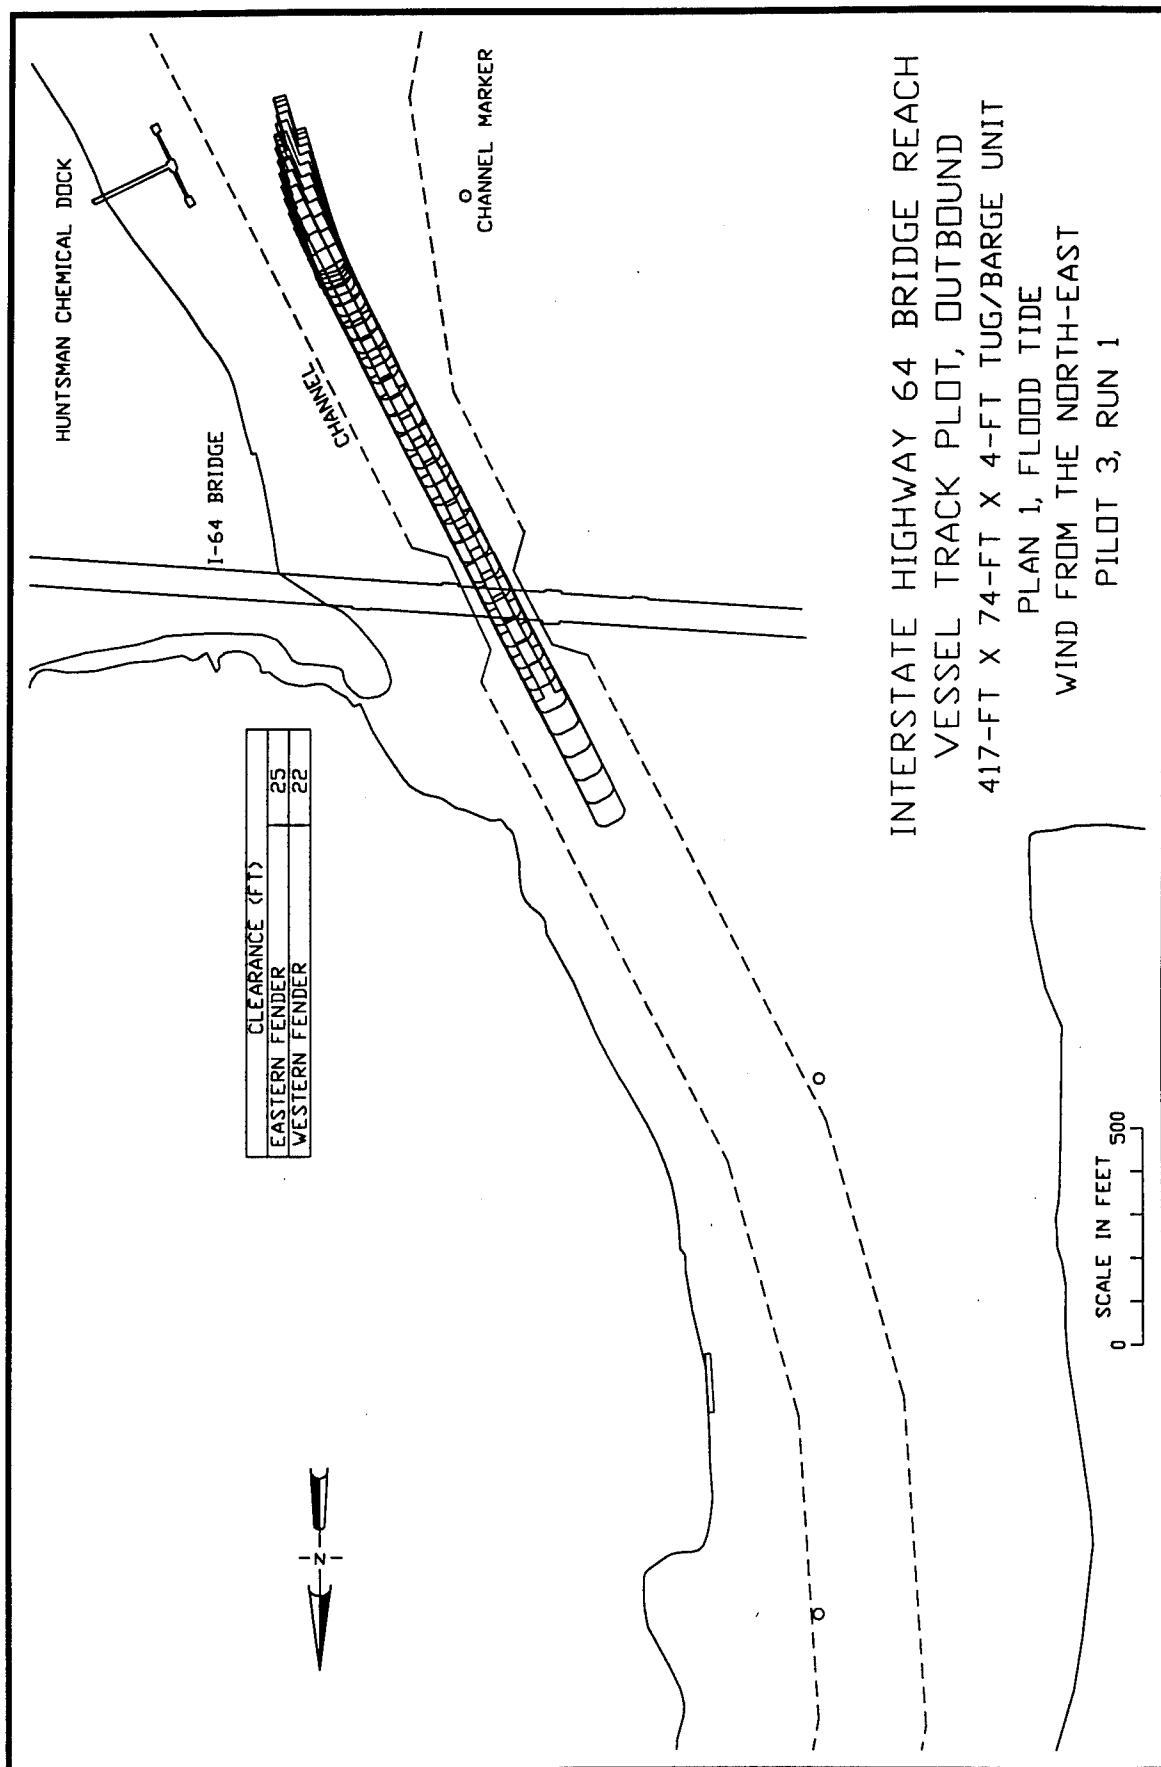 HUNTSMAN CHEMICAL DOCK
CHANNEL MARKER
CHANNEL
I-64 BRIDGE
CLEARANCE (FT)
EASTERN FENDER 25
WESTERN FENDER 22
N
INTERSTATE HIGHWAY 64 BRIDGE REACH
VESSEL TRACK PLOT, OUTBOUND
417-FT X 74-FT X 4-FT TUG/BARGE UNIT
PLAN 1, FLOOD TIDE
WIND FROM THE NORTH-EAST
PILOT 3, RUN 1
SCALE IN FEET
0 500